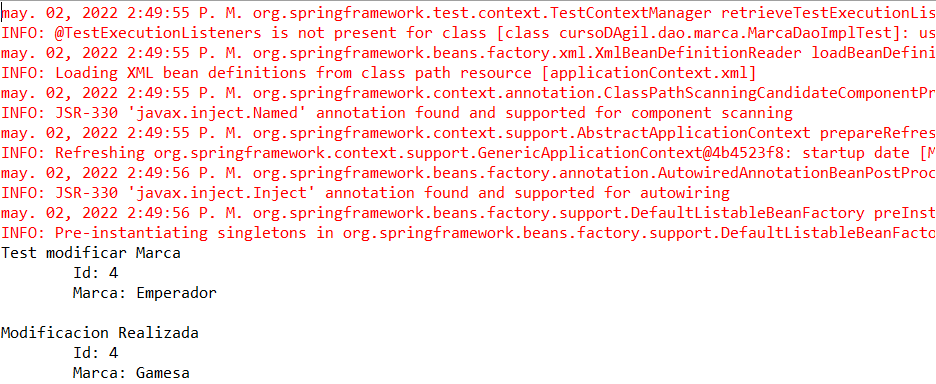 may. 02, 2022 2:49:55 P. M. org.springframework.test.context.TestContextManager retrieveTestExecutionLis
INFO: @TestExecutionListeners is not present for class [class cursoDAgil.dao.marca.MarcaDaoImplTest]: us
may. 02, 2022 2:49:55 P. M. org.springframework.beans.factory.xml.XmlBeanDefinitionReader loadBeanDefini
INFO: Loading XML bean definitions from class path resource [applicationContext.xml]
may. 02, 2022 2:49:55 P. M. org.springframework.context.annotation.ClassPathScanningCandidateComponentPr
INFO: JSR-330 'javax.inject.Named' annotation found and supported for component scanning
may. 02, 2022 2:49:55 P. M. org.springframework.context.support.AbstractApplicationContext prepareRefres
INFO: Refreshing org.springframework.context.support.GenericApplicationContext@4b4523f8: startup date [M
may. 02, 2022 2:49:56 P. M. org.springframework.beans.factory.annotation.AutowiredAnnotationBeanPostProc
INFO: JSR-330 'javax.inject.Inject' annotation found and supported for autowiring
may. 02, 2022 2:49:56 P. M. org.springframework.beans.factory.support.DefaultListableBeanFactory preInst
INFO: Pre-instantiating singletons in org.springframework.beans.factory.support.DefaultListableBeanFacto
Test modificar Marca
Id: 4
Marca: Emperador
Modificacion Realizada
Id: 4
Marca: Gamesa